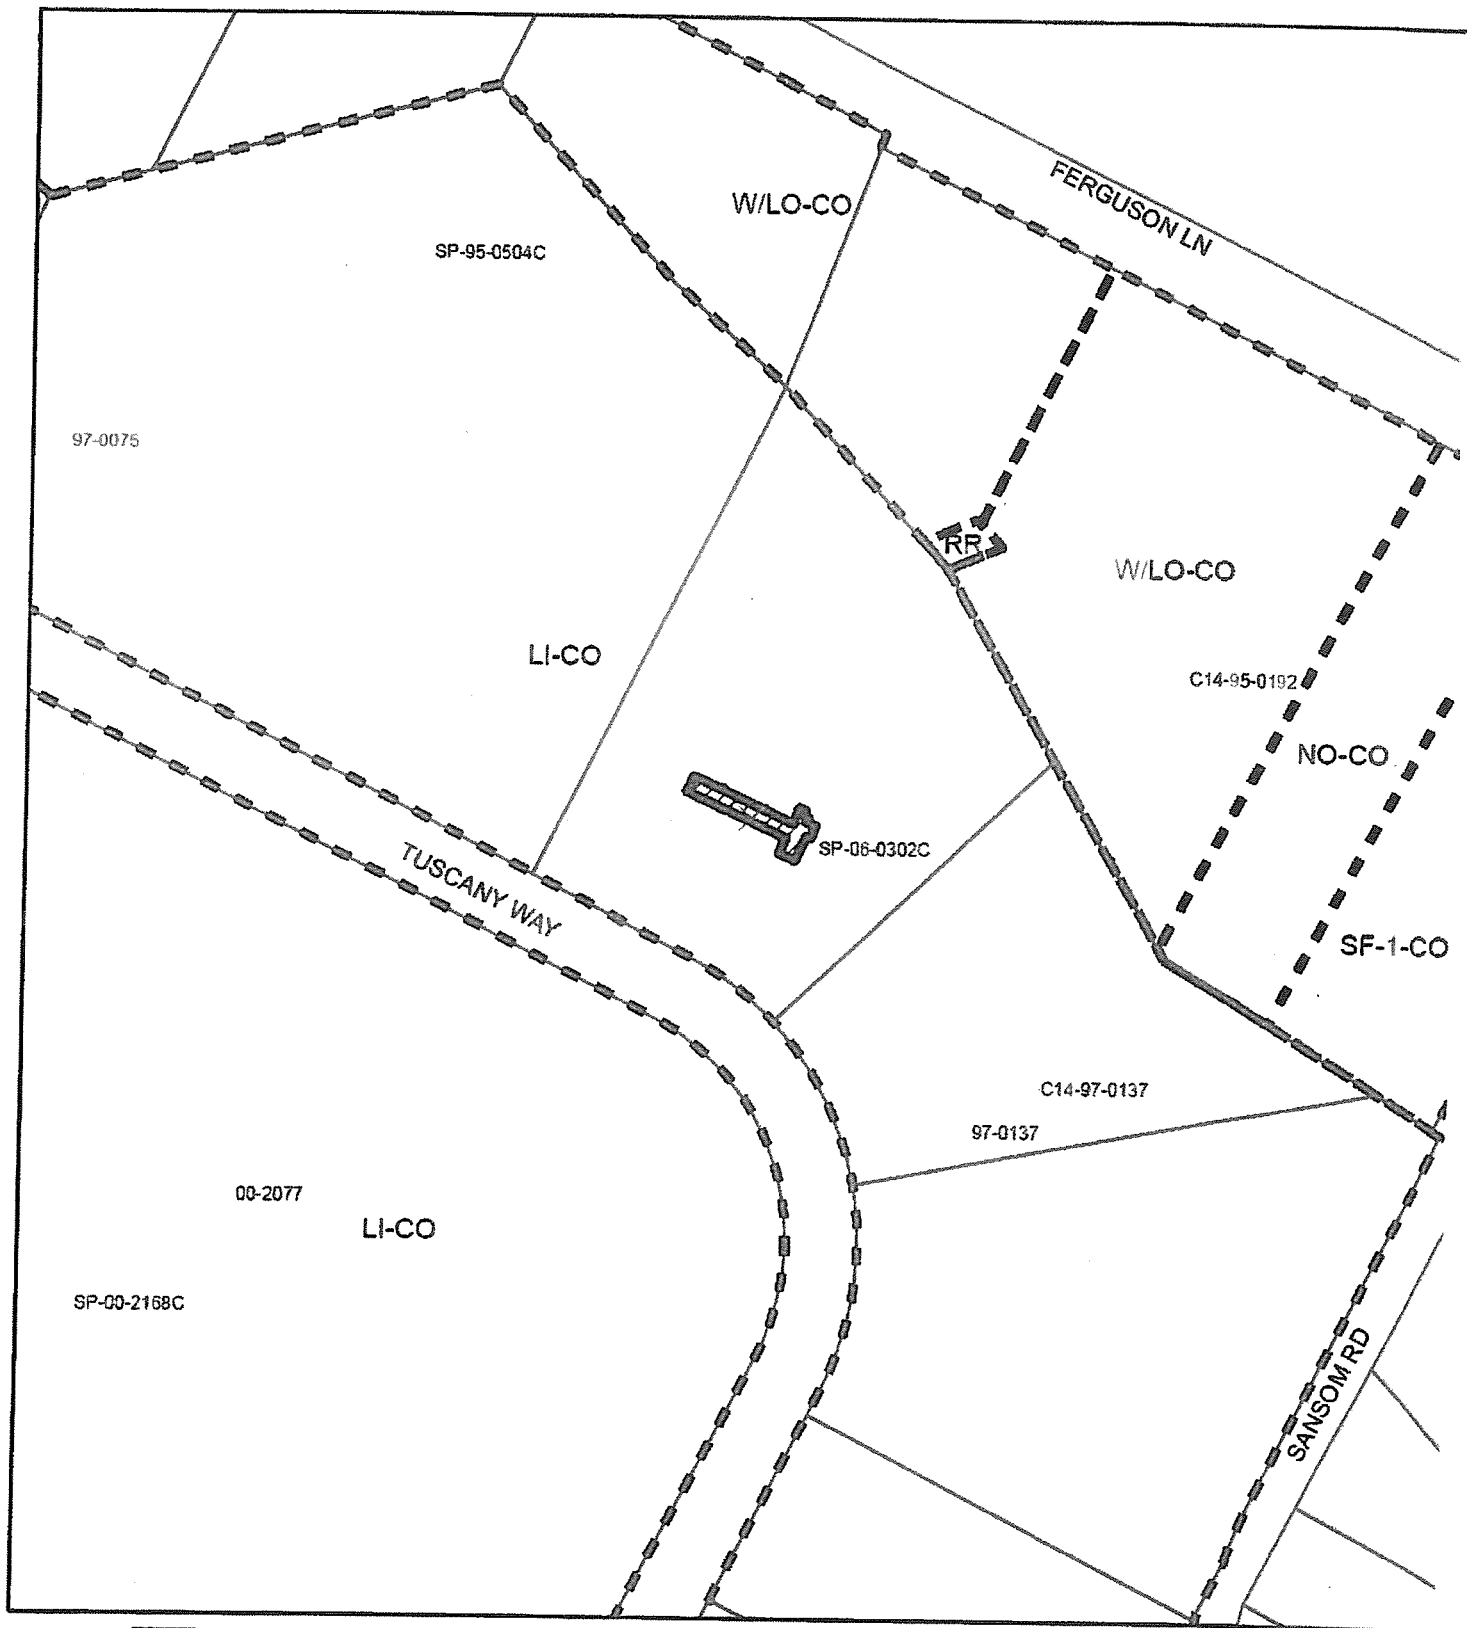 FERGUSON LN
W/LO-CO
SP-95-0504C
97-0075
RR
W/LO-CO
LI-CO
C14-95-0192
NO-CO
SP-06-0302C
TUSCANY WAY
SF-1-CO
C14-97-0137
97-0137
00-2077
LI-CO
SP-00-2168C
SANSOM RD